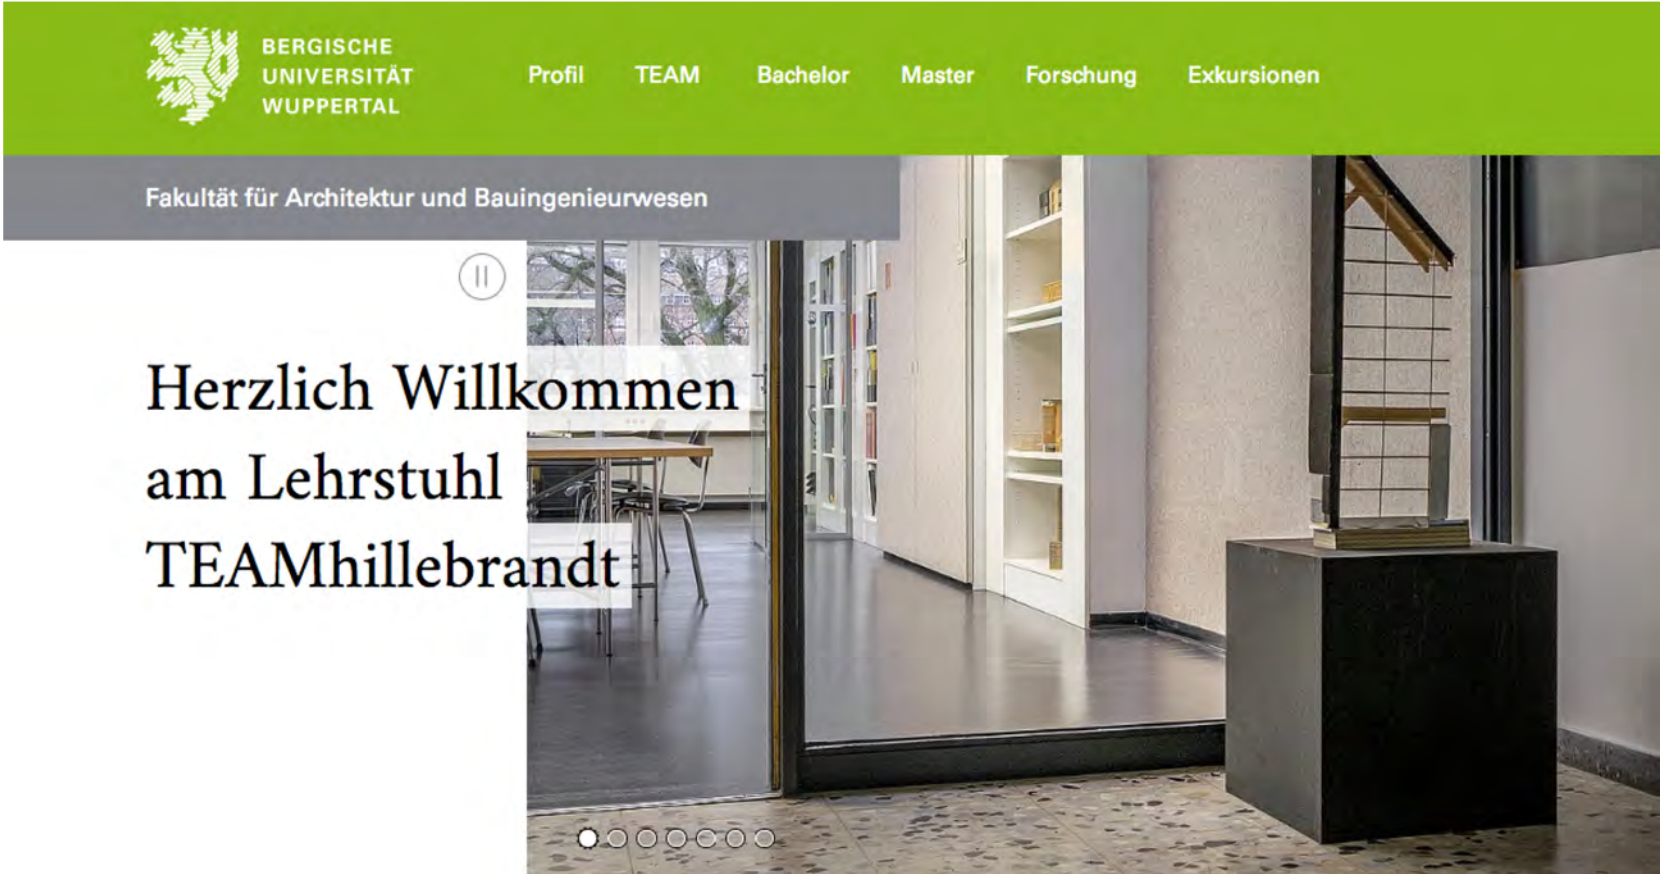 BERGISCHE
UNIVERSITÄT
WUPPERTAL
Profil TEAM Bachelor Master Forschung Exkursionen
Fakultät für Architektur und Bauingenieurwesen
Herzlich Willkommen
am Lehrstuhl
TEAMhillebrandt